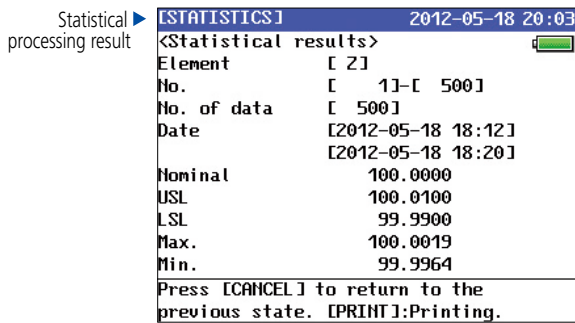 Statistical ▶
processing result
[STATISTICS] 2012-05-18 20:03
<Statistical results>
Element [ Z]
No. [ 1]-[ 500]
No. of data [ 500]
Date [2012-05-18 18:12]
[2012-05-18 18:20]
Nominal 100.0000
USL 100.0100
LSL 99.9900
Max. 100.0019
Min. 99.9964
Press [CANCEL] to return to the
previous state. [PRINT]:Printing.